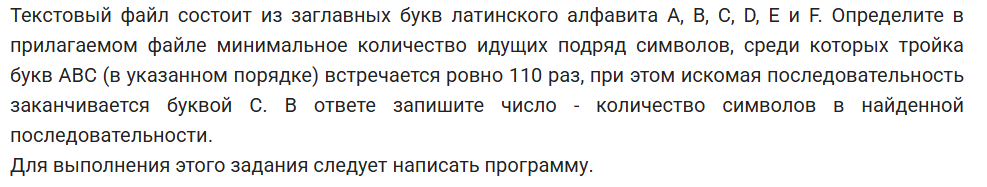 Текстовый файл состоит из заглавных букв латинского алфавита A, B, C, D, E и F. Определите в
прилагаемом файле минимальное количество идущих подряд символов, среди которых тройка
букв ABC (в указанном порядке) встречается ровно 110 раз, при этом искомая последовательность
заканчивается буквой C. В ответе запишите число - количество символов в найденной
последовательности.
Для выполнения этого задания следует написать программу.